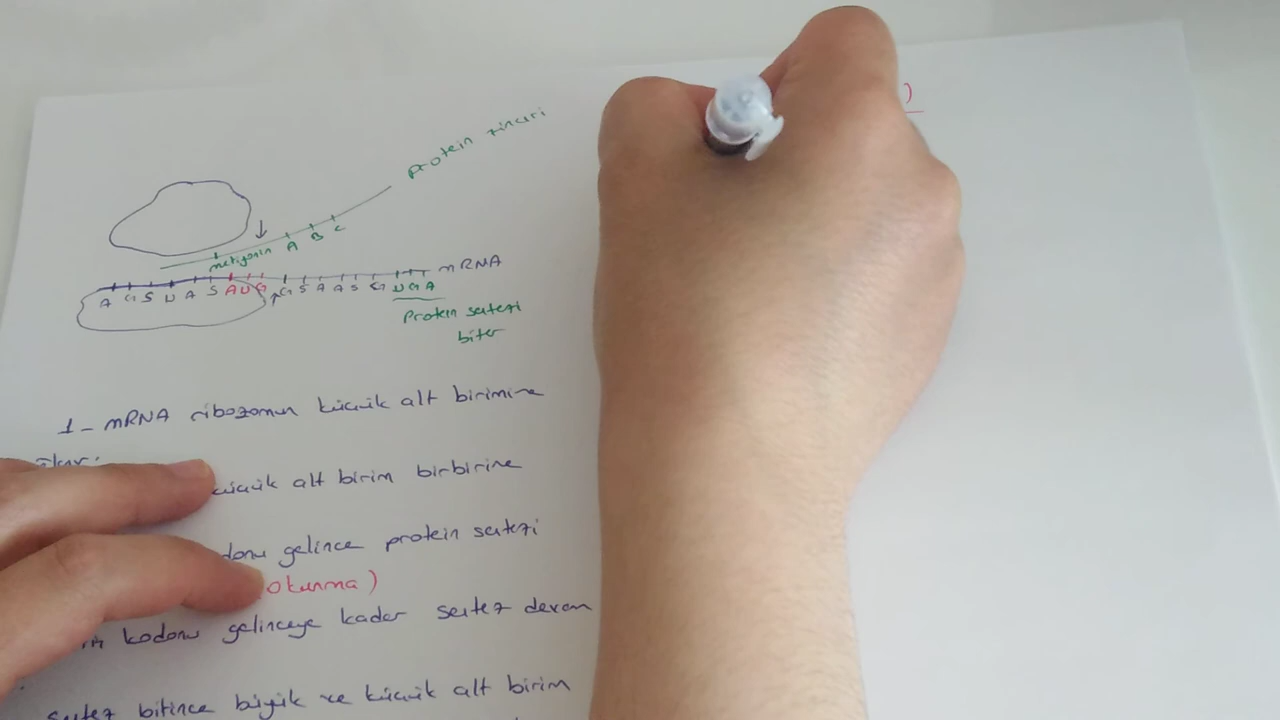 protein zinciri
metiyonin A B C
mRNA
A G S U A S A U G G S A A S G U G A
Protein sentezi
biter
1- mRNA ribozomun küçük alt birimine
küçük alt birim birbirine
gelince protein sentezi
okunma)
kodonu gelinceye kadar sentez devam
sentez bitince büyük ve küçük alt birim
)